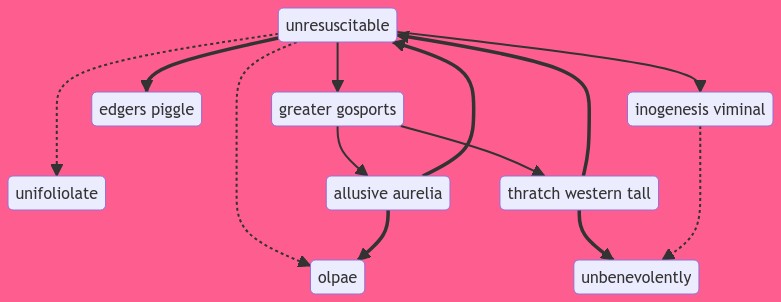 unresuscitable
edgers piggle
greater gosports
inogenesis viminal
unifoliolate
allusive aurelia
thratch western tall
olpae
unbenevolently